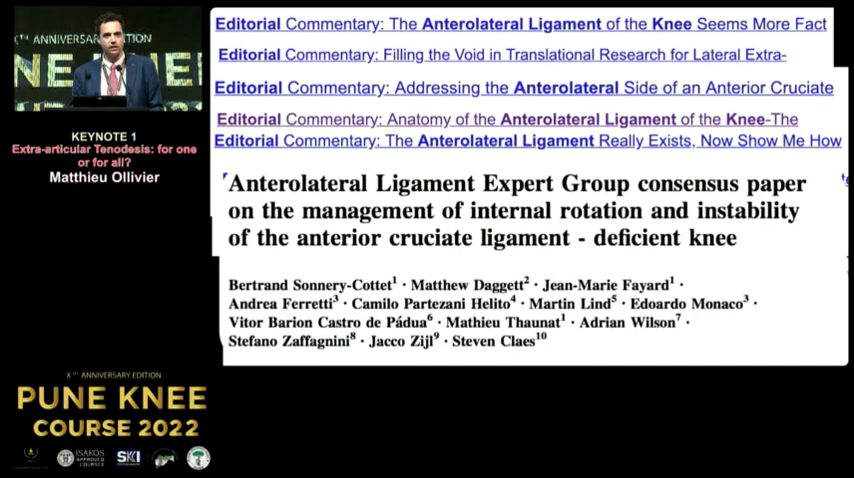 XTH ANNIVERSARY EDITION
KEYNOTE 1
Extra-articular Tenodesis: for one
or for all?
Matthieu Ollivier
Editorial Commentary: The Anterolateral Ligament of the Knee Seems More Fact
Editorial Commentary: Filling the Void in Translational Research for Lateral Extra-
Editorial Commentary: Addressing the Anterolateral Side of an Anterior Cruciate
Editorial Commentary: Anatomy of the Anterolateral Ligament of the Knee-The
Editorial Commentary: The Anterolateral Ligament Really Exists, Now Show Me How
Anterolateral Ligament Expert Group consensus paper
on the management of internal rotation and instability
of the anterior cruciate ligament - deficient knee
Bertrand Sonnery-Cottet1 · Matthew Daggett2 · Jean-Marie Fayard1 ·
Andrea Ferretti3 · Camilo Partezani Helito4 · Martin Lind5 · Edoardo Monaco3 ·
Vitor Barion Castro de Pádua6 · Mathieu Thaunat1 · Adrian Wilson7 ·
Stefano Zaffagnini8 · Jacco Zijl9 · Steven Claes10
XTH ANNIVERSARY EDITION
PUNE KNEE
COURSE 2022
ISAKOS
APPROVED
COURSES
SKI